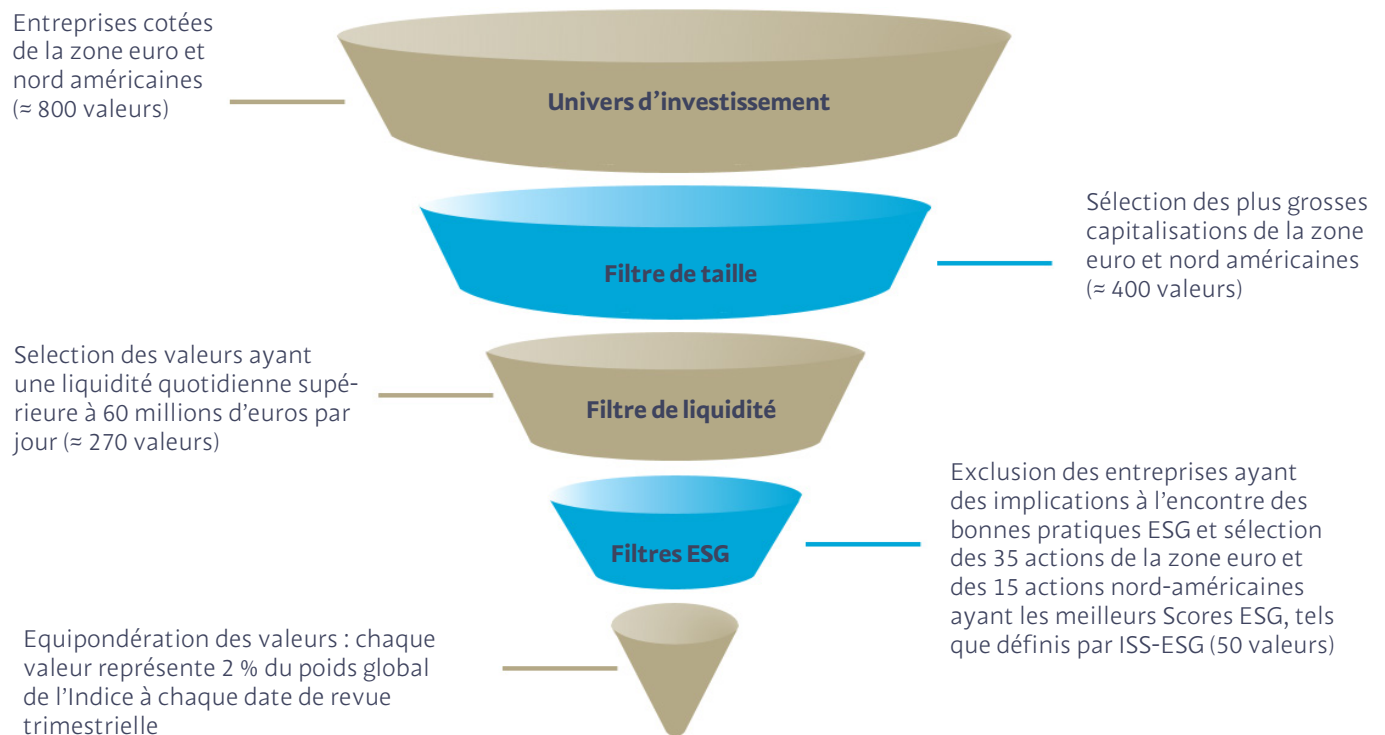 Entreprises cotées
de la zone euro et
nord américaines
(≈ 800 valeurs)
Univers d’investissement
Filtre de taille
Sélection des plus grosses
capitalisations de la zone
euro et nord américaines
(≈ 400 valeurs)
Selection des valeurs ayant
une liquidité quotidienne supé-
rieure à 60 millions d’euros par
jour (≈ 270 valeurs)
Filtre de liquidité
Filtres ESG
Exclusion des entreprises ayant
des implications à l’encontre des
bonnes pratiques ESG et sélection
des 35 actions de la zone euro et
des 15 actions nord-américaines
ayant les meilleurs Scores ESG, tels
que définis par ISS-ESG (50 valeurs)
Equipondération des valeurs : chaque
valeur représente 2 % du poids global
de l’Indice à chaque date de revue
trimestrielle